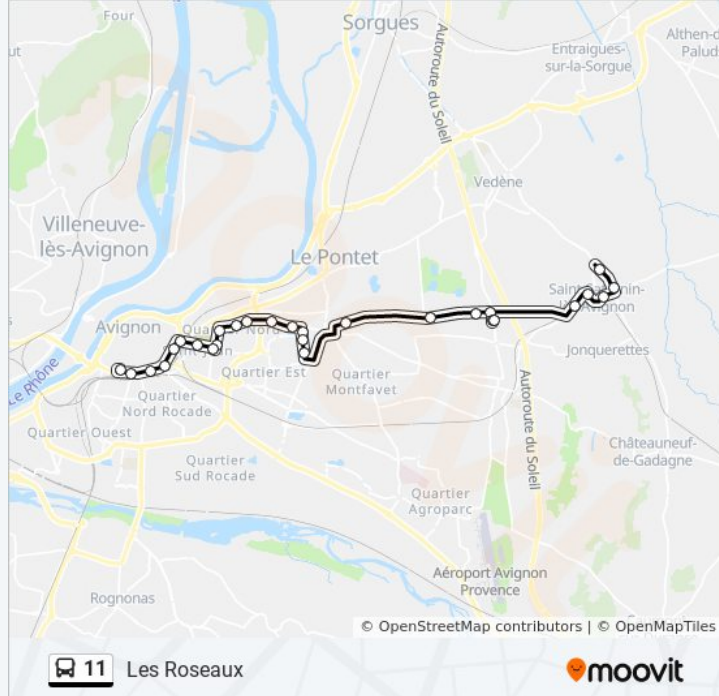 Four
Sorgues
Althen-d
Palud
Entraigues-
sur-la-Sorgue
ut
Autoroute du Soleil
Vedène
Villeneuve-
lès-Avignon
Le Pontet
Avignon
Jonquerettes
Quartier Est
Quartier
Montfavet
Le Rhône
Quartier
Nord Rocade
Autoroute du Soleil
Quartier Ouest
Châteauneuf-
de-Gadagne
Quartier
Sud Rocade
Quartier
Agroparc
Aéroport Avignon
Provence
Rognonas
© OpenStreetMap contributors | © OpenMapTiles
11 Les Roseaux
moovit